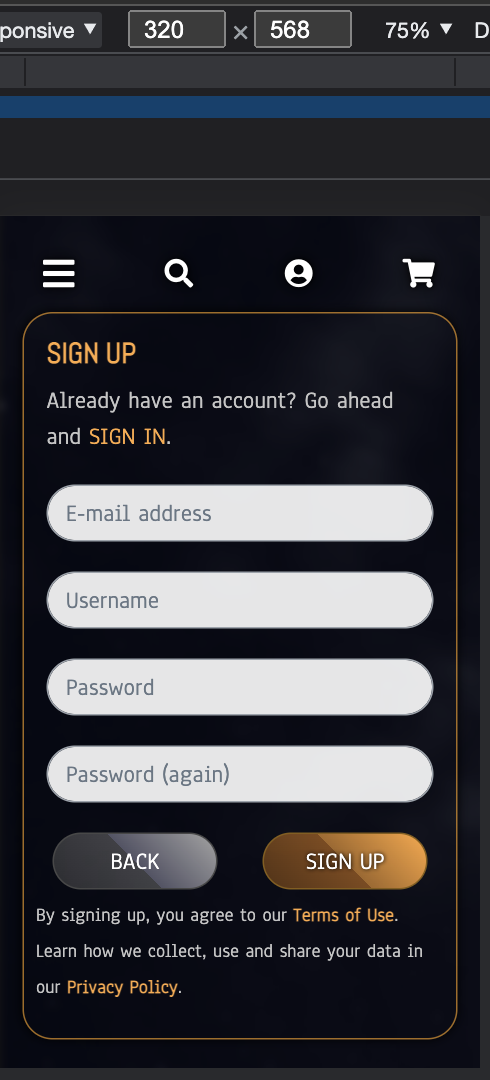 ponsive ▼ 320 × 568 75% ▼ D
SIGN UP
Already have an account? Go ahead
and SIGN IN.
E-mail address
Username
Password
Password (again)
BACK SIGN UP
By signing up, you agree to our Terms of Use.
Learn how we collect, use and share your data in
our Privacy Policy.